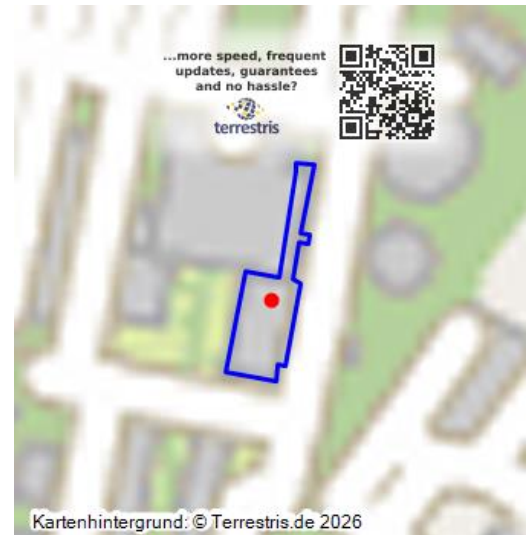 ...more speed, frequent
updates, guarantees
and no hassle?
terrestris
Kartenhintergrund: © Terrestris.de 2026